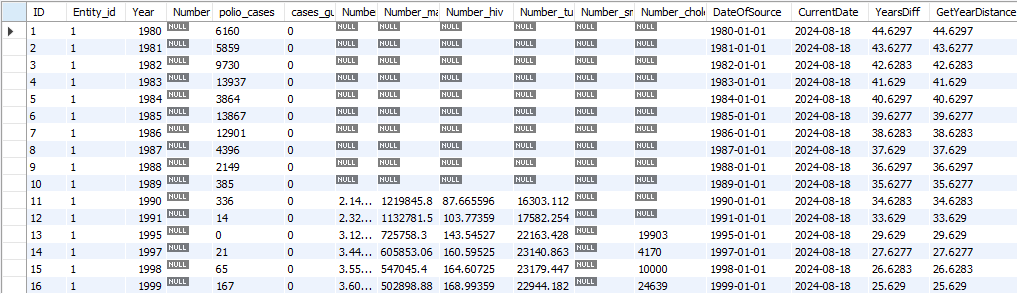 ID Entity_id Year Number polio_cases cases_gu Numbe Number_ma Number_hiv Number_tu Number_sm Number_chole DateOfSource CurrentDate YearsDiff GetYearDistance
1 1 1980 NULL 6160 0 NULL NULL NULL NULL NULL NULL 1980-01-01 2024-08-18 44.6297 44.6297
2 1 1981 NULL 5859 0 NULL NULL NULL NULL NULL NULL 1981-01-01 2024-08-18 43.6277 43.6277
3 1 1982 NULL 9730 0 NULL NULL NULL NULL NULL NULL 1982-01-01 2024-08-18 42.6283 42.6283
4 1 1983 NULL 13937 0 NULL NULL NULL NULL NULL NULL 1983-01-01 2024-08-18 41.629 41.629
5 1 1984 NULL 3864 0 NULL NULL NULL NULL NULL NULL 1984-01-01 2024-08-18 40.6297 40.6297
6 1 1985 NULL 13867 0 NULL NULL NULL NULL NULL NULL 1985-01-01 2024-08-18 39.6277 39.6277
7 1 1986 NULL 12901 0 NULL NULL NULL NULL NULL NULL 1986-01-01 2024-08-18 38.6283 38.6283
8 1 1987 NULL 4396 0 NULL NULL NULL NULL NULL NULL 1987-01-01 2024-08-18 37.629 37.629
9 1 1988 NULL 2149 0 NULL NULL NULL NULL NULL NULL 1988-01-01 2024-08-18 36.6297 36.6297
10 1 1989 NULL 385 0 NULL NULL NULL NULL NULL NULL 1989-01-01 2024-08-18 35.6277 35.6277
11 1 1990 NULL 336 0 2.14... 1219845.8 87.665596 16303.112 NULL NULL 1990-01-01 2024-08-18 34.6283 34.6283
12 1 1991 NULL 14 0 2.32... 1132781.5 103.77359 17582.254 NULL NULL 1991-01-01 2024-08-18 33.629 33.629
13 1 1995 NULL 0 0 3.12... 725758.3 143.54527 22163.428 NULL 19903 1995-01-01 2024-08-18 29.629 29.629
14 1 1997 NULL 21 0 3.44... 605853.06 160.59525 23140.863 NULL 4170 1997-01-01 2024-08-18 27.6277 27.6277
15 1 1998 NULL 65 0 3.55... 547045.4 164.60725 23179.447 NULL 10000 1998-01-01 2024-08-18 26.6283 26.6283
16 1 1999 NULL 167 0 3.60... 502898.88 168.99359 22944.182 NULL 24639 1999-01-01 2024-08-18 25.629 25.629